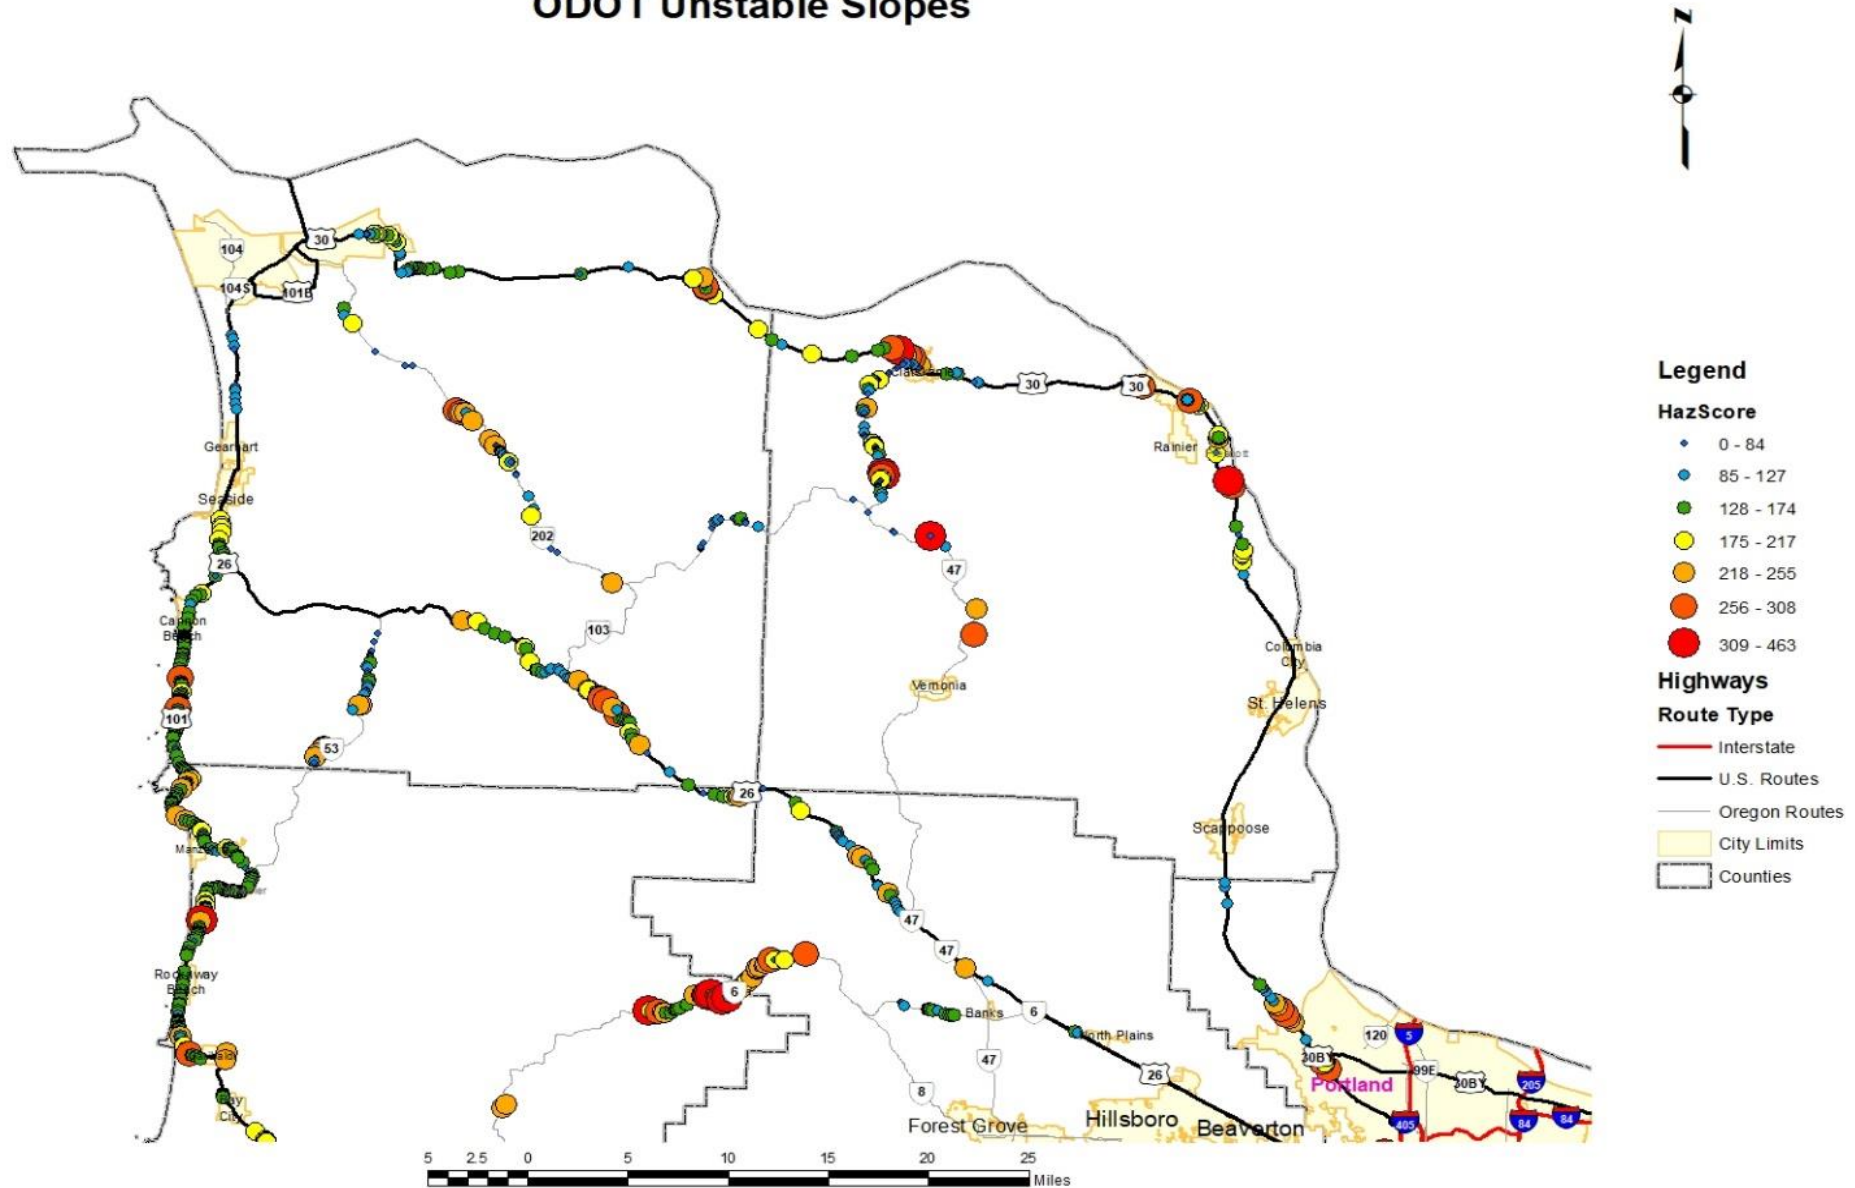 ODOT Unstable Slopes
N
30
104
104S
101B
30
30
Gearhart
Rainier
Seaside
202
47
26
103
Cannon
Beach
Columbia
City
Vernonia
St. Helens
101
53
26
Scappoose
47
47
Rockaway
Beach
6
Banks
6
North Plains
120
5
30BY
99E
30BY
205
26
47
Portland
8
84
84
405
Bay
City
Hillsboro
Forest Grove
Beaverton
5 2.5 0 5 10 15 20 25
Miles
Legend
HazScore
0 - 84
85 - 127
128 - 174
175 - 217
218 - 255
256 - 308
309 - 463
Highways
Route Type
Interstate
U.S. Routes
Oregon Routes
City Limits
Counties